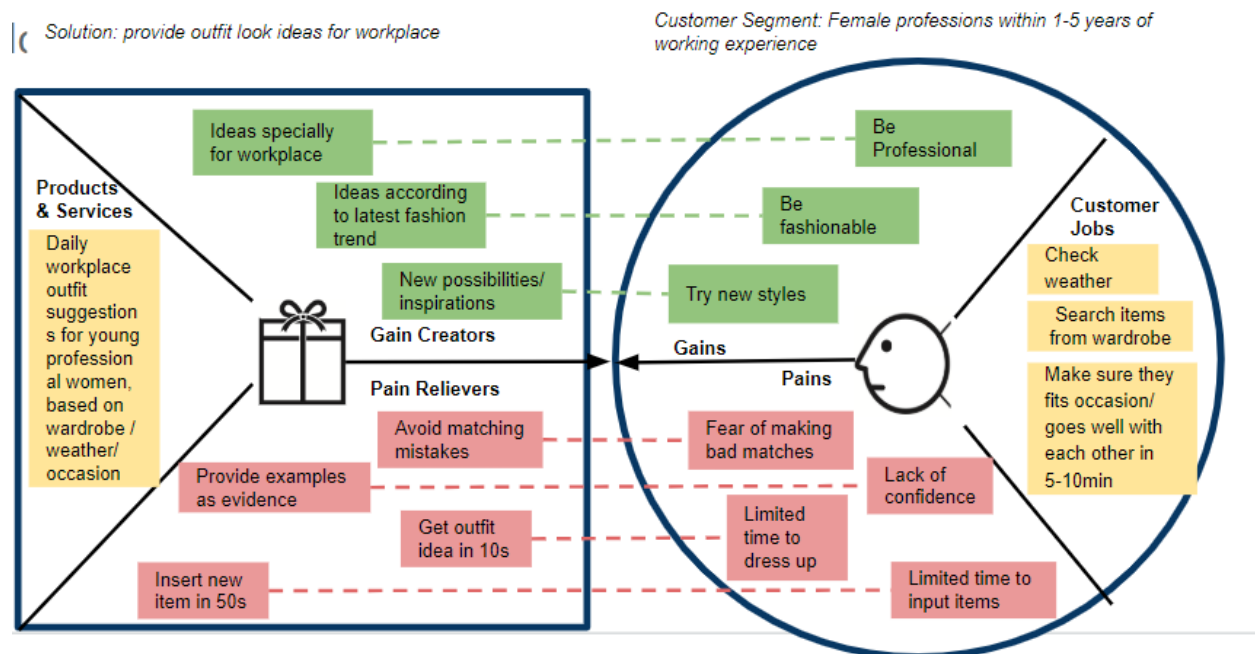 Solution: provide outfit look ideas for workplace
Customer Segment: Female professions within 1-5 years of
working experience
Ideas specially
for workplace
Be
Professional
Products
& Services
Ideas according
to latest fashion
trend
Be
fashionable
Customer
Jobs
Daily
workplace
outfit
suggestion
s for young
profession
al women,
based on
wardrobe /
weather/
occasion
Check
weather
New possibilities/
inspirations
Try new styles
Search items
from wardrobe
Gain Creators
Gains
Pain Relievers
Pains
Make sure they
fits occasion/
goes well with
each other in
5-10min
Avoid matching
mistakes
Fear of making
bad matches
Provide examples
as evidence
Lack of
confidence
Get outfit
idea in 10s
Limited
time to
dress up
Insert new
item in 50s
Limited time to
input items